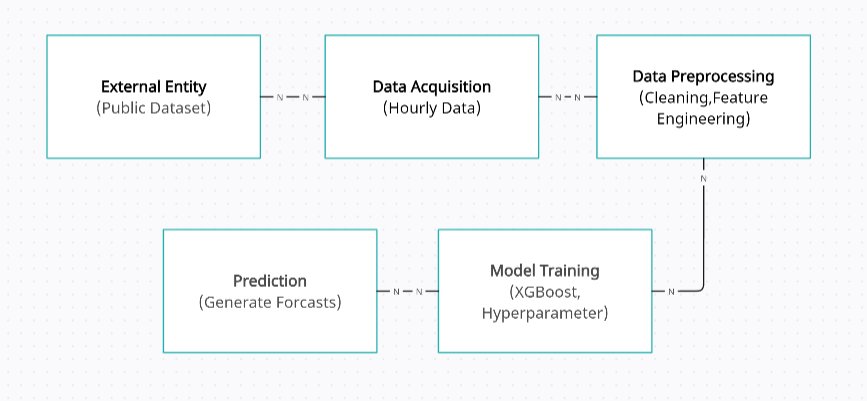 External Entity
(Public Dataset)
N N
Data Acquisition
(Hourly Data)
N N
Data Preprocessing
(Cleaning,Feature
Engineering)
N
N
Model Training
(XGBoost,
Hyperparameter)
N N
Prediction
(Generate Forcasts)